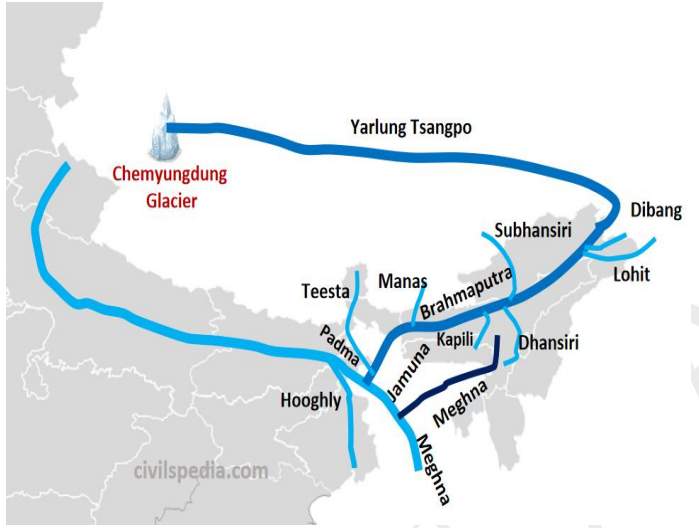 Yarlung Tsangpo
Chemyungdung
Glacier
Dibang
Subhansiri
Lohit
Teesta
Manas
Brahmaputra
Padma
Kapili
Dhansiri
Jamuna
Hooghly
Meghna
Meghna
civilspedia.com